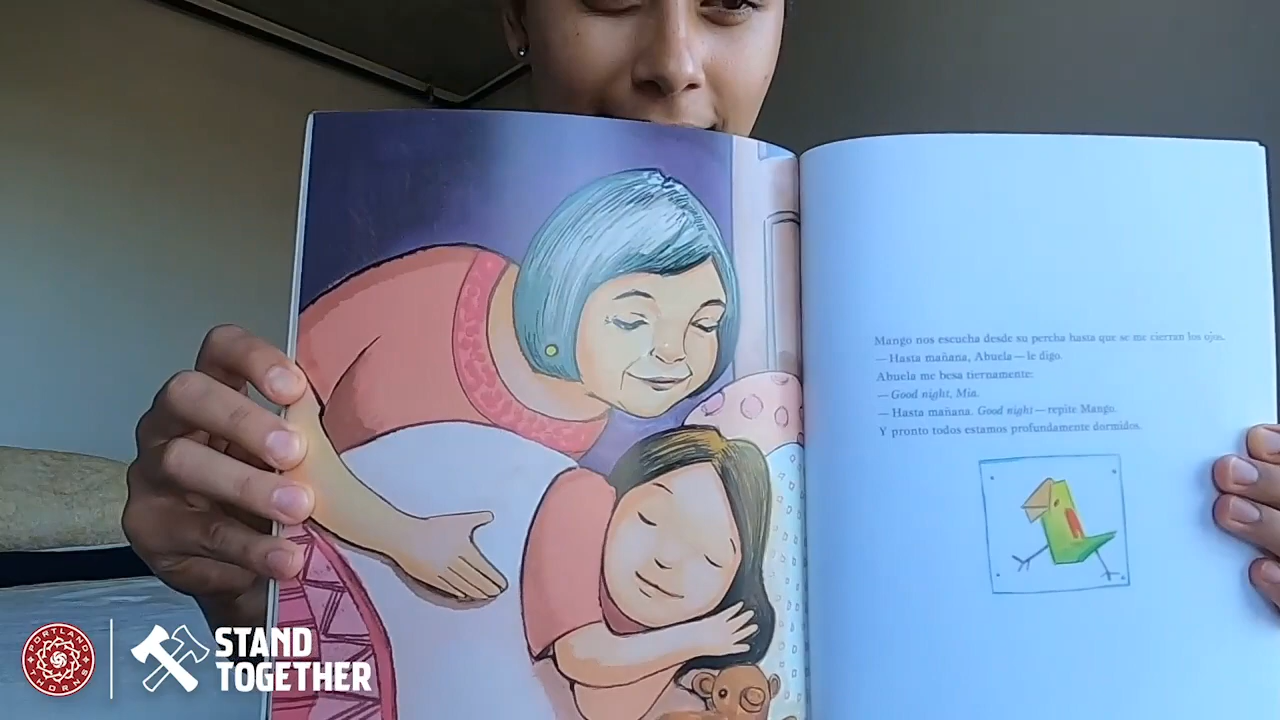 Mango nos escucha desde su percha hasta que se me cierran los ojos.
—Hasta mañana, Abuela—le digo.
Abuela me besa tiernamente:
—Good night, Mia.
—Hasta mañana. Good night—repite Mango.
Y pronto todos estamos profundamente dormidos.
PORTLAND
THORNS
STAND
TOGETHER